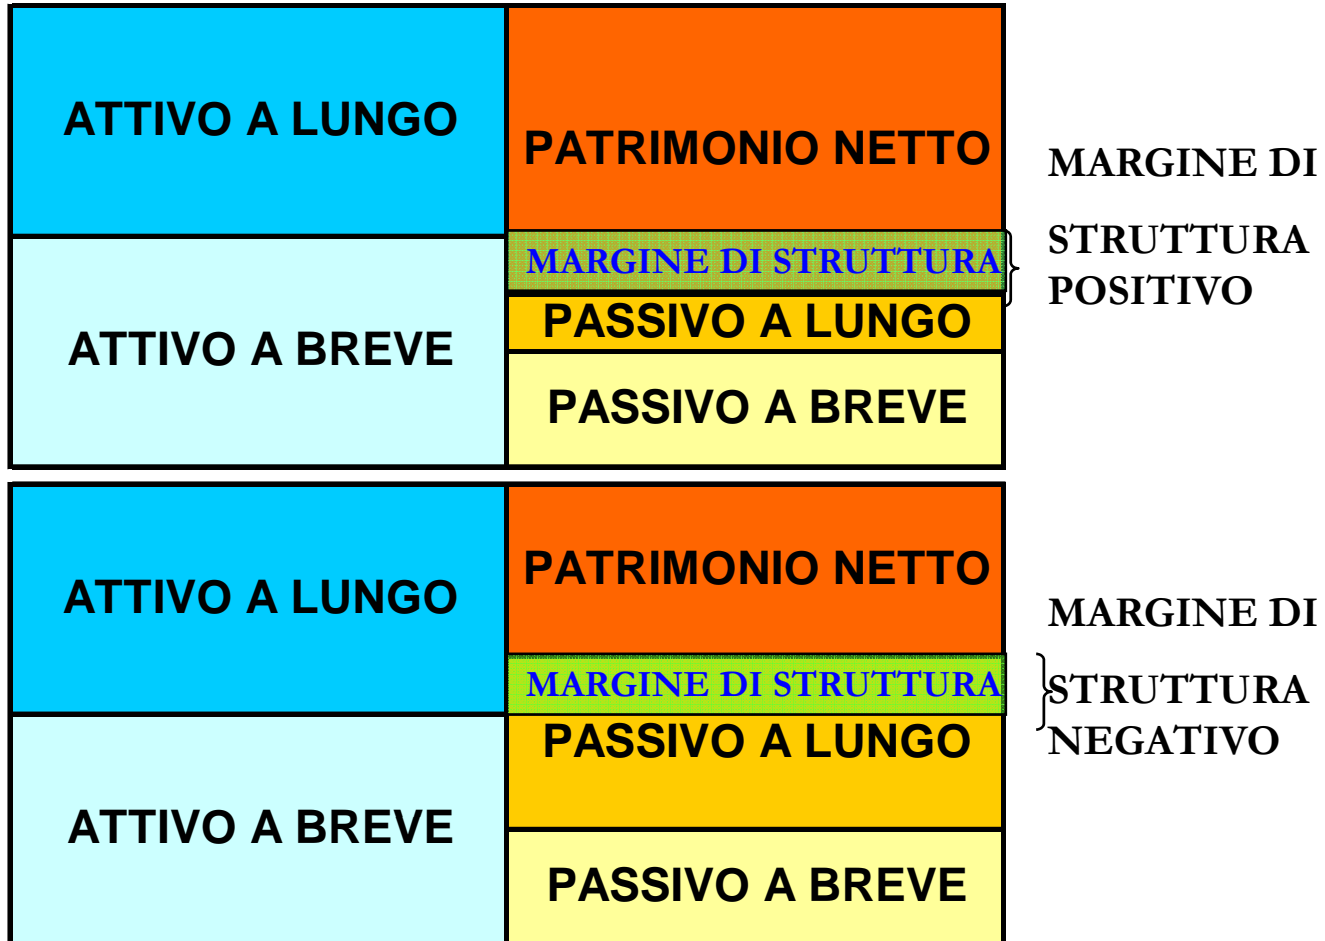 ATTIVO A LUNGO
PATRIMONIO NETTO
MARGINE DI STRUTTURA
PASSIVO A LUNGO
ATTIVO A BREVE
PASSIVO A BREVE
MARGINE DI
STRUTTURA
POSITIVO
ATTIVO A LUNGO
PATRIMONIO NETTO
MARGINE DI STRUTTURA
PASSIVO A LUNGO
ATTIVO A BREVE
PASSIVO A BREVE
MARGINE DI
STRUTTURA
NEGATIVO